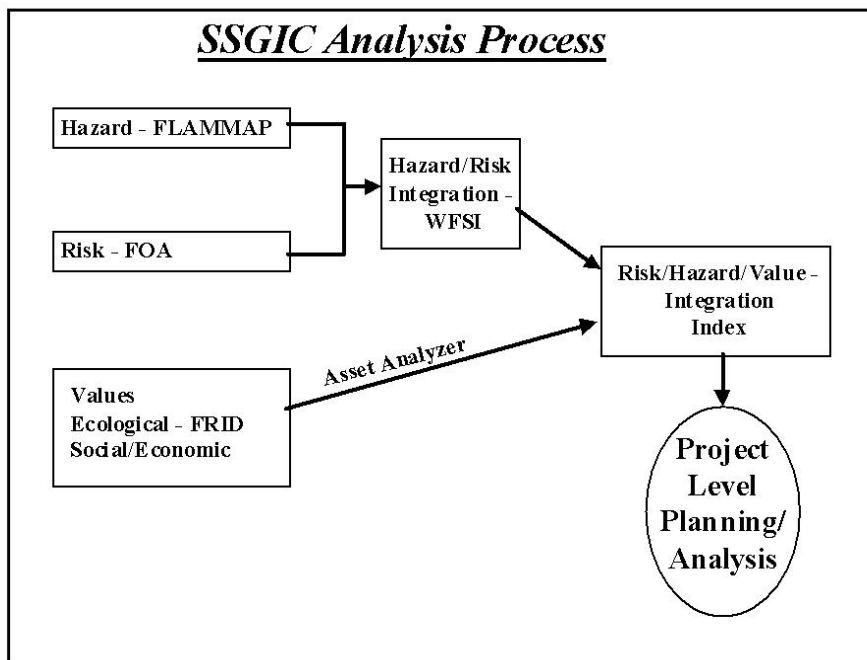 SSGIC Analysis Process
Hazard - FLAMMAP
Hazard/Risk
Integration -
WFSI
Risk - FOA
Risk/Hazard/Value -
Integration
Index
Asset Analyzer
Values
Ecological - FRID
Social/Economic
Project
Level
Planning/
Analysis